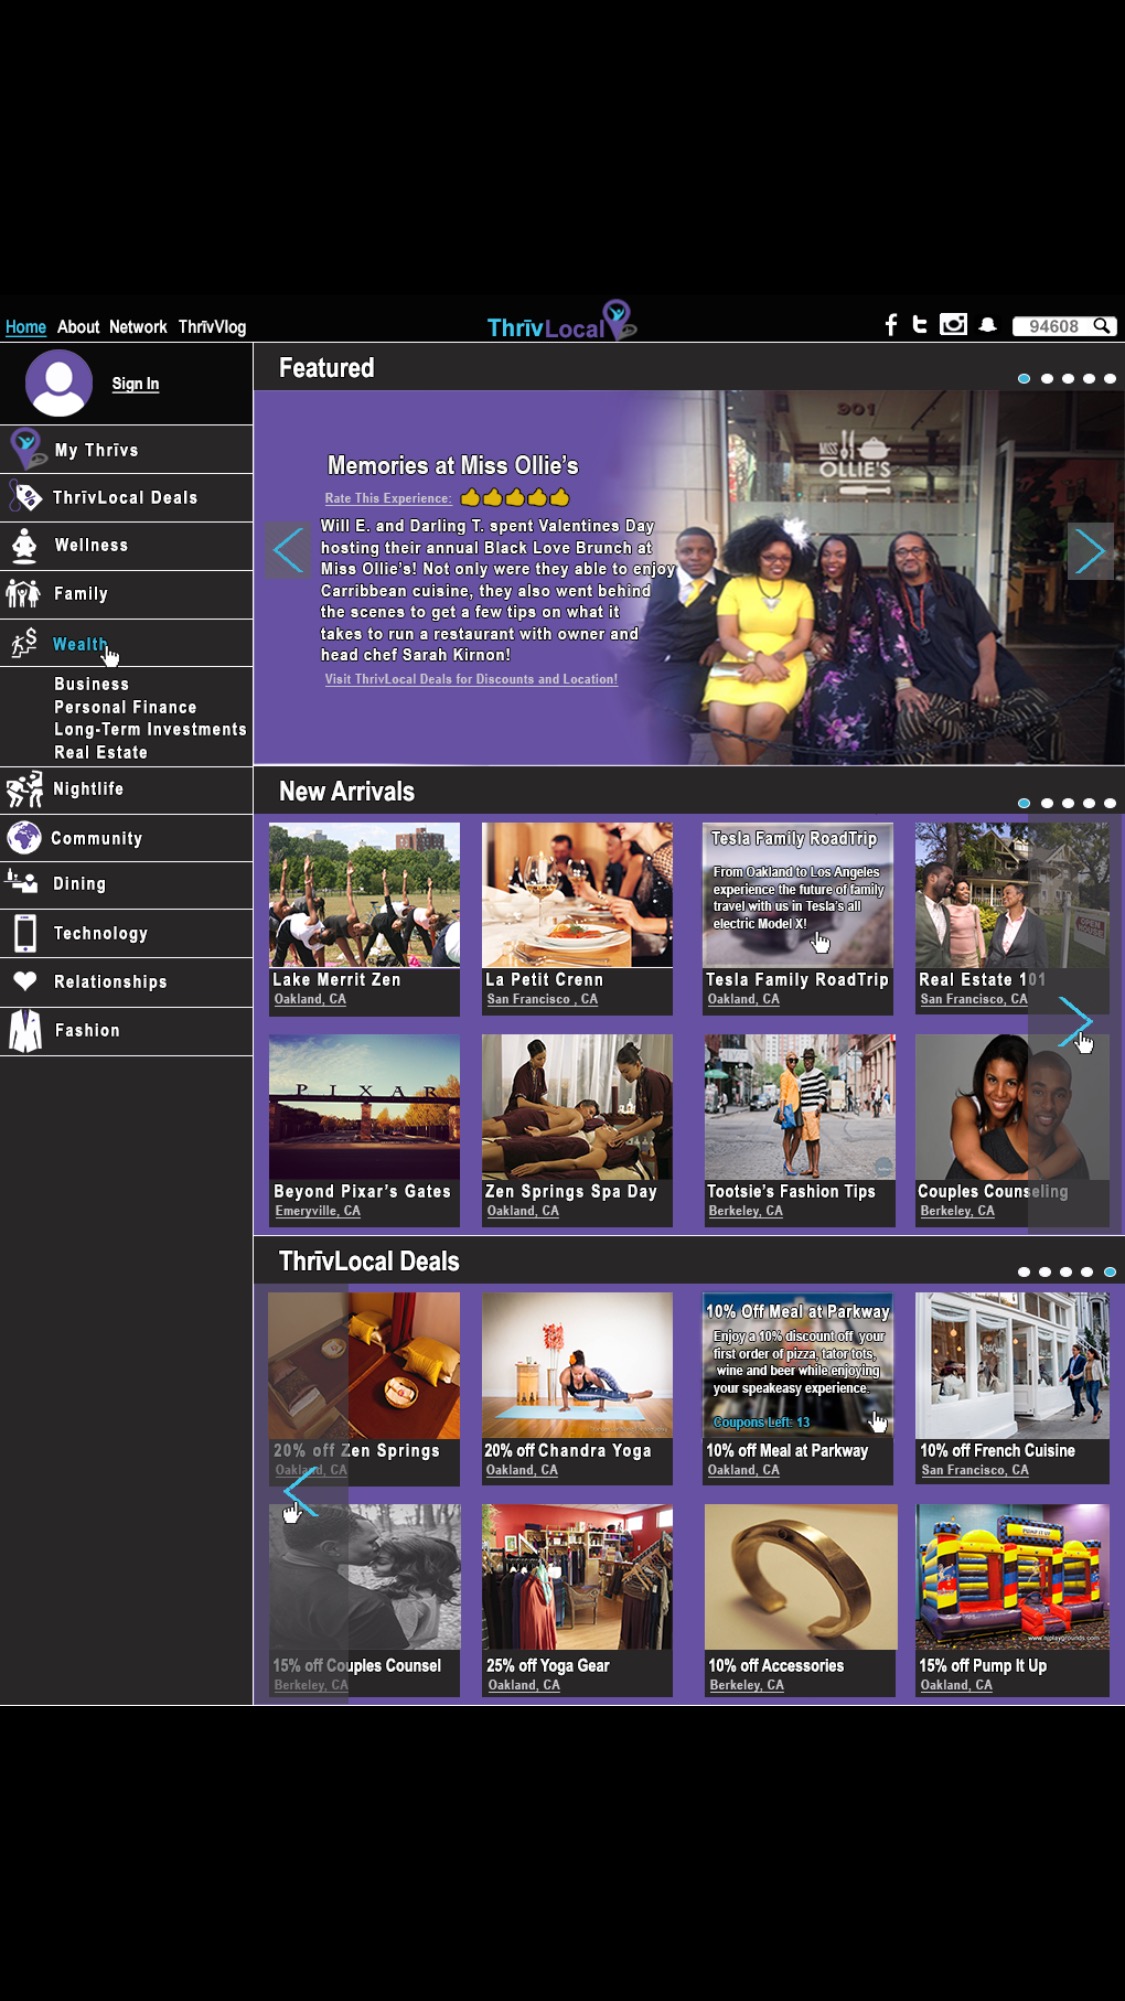 Home About Network ThrīvVlog
ThrīvLocal
94608
Sign In
My Thrīvs
ThrīvLocal Deals
Wellness
Family
Wealth
Business
Personal Finance
Long-Term Investments
Real Estate
Nightlife
Community
Dining
Technology
Relationships
Fashion
Featured
901
MISS
OLLIE'S
Memories at Miss Ollie's
Rate This Experience:
Will E. and Darling T. spent Valentines Day
hosting their annual Black Love Brunch at
Miss Ollie's! Not only were they able to enjoy
Carribbean cuisine, they also went behind
the scenes to get a few tips on what it
takes to run a restaurant with owner and
head chef Sarah Kirnon!
Visit ThrivLocal Deals for Discounts and Location!
New Arrivals
Lake Merrit Zen
Oakland, CA
La Petit Crenn
San Francisco , CA
Tesla Family RoadTrip
From Oakland to Los Angeles
experience the future of family
travel with us in Tesla's all
electric Model X!
Tesla Family RoadTrip
Oakland, CA
OPEN
HOUSE
Real Estate 101
San Francisco, CA
PIXAR
Beyond Pixar's Gates
Emeryville, CA
Zen Springs Spa Day
Oakland, CA
Tootsie's Fashion Tips
Berkeley, CA
Couples Counseling
Berkeley, CA
ThrīvLocal Deals
20% off Zen Springs
Oakland, CA
20% off Chandra Yoga
Oakland, CA
10% Off Meal at Parkway
Enjoy a 10% discount off your
first order of pizza, tator tots,
wine and beer while enjoying
your speakeasy experience.
Coupons Left: 13
10% off Meal at Parkway
Oakland, CA
10% off French Cuisine
San Francisco, CA
15% off Couples Counsel
Berkeley, CA
25% off Yoga Gear
Oakland, CA
10% off Accessories
Berkeley, CA
PUMP IT UP
www.njplaygrounds.com
15% off Pump It Up
Oakland, CA